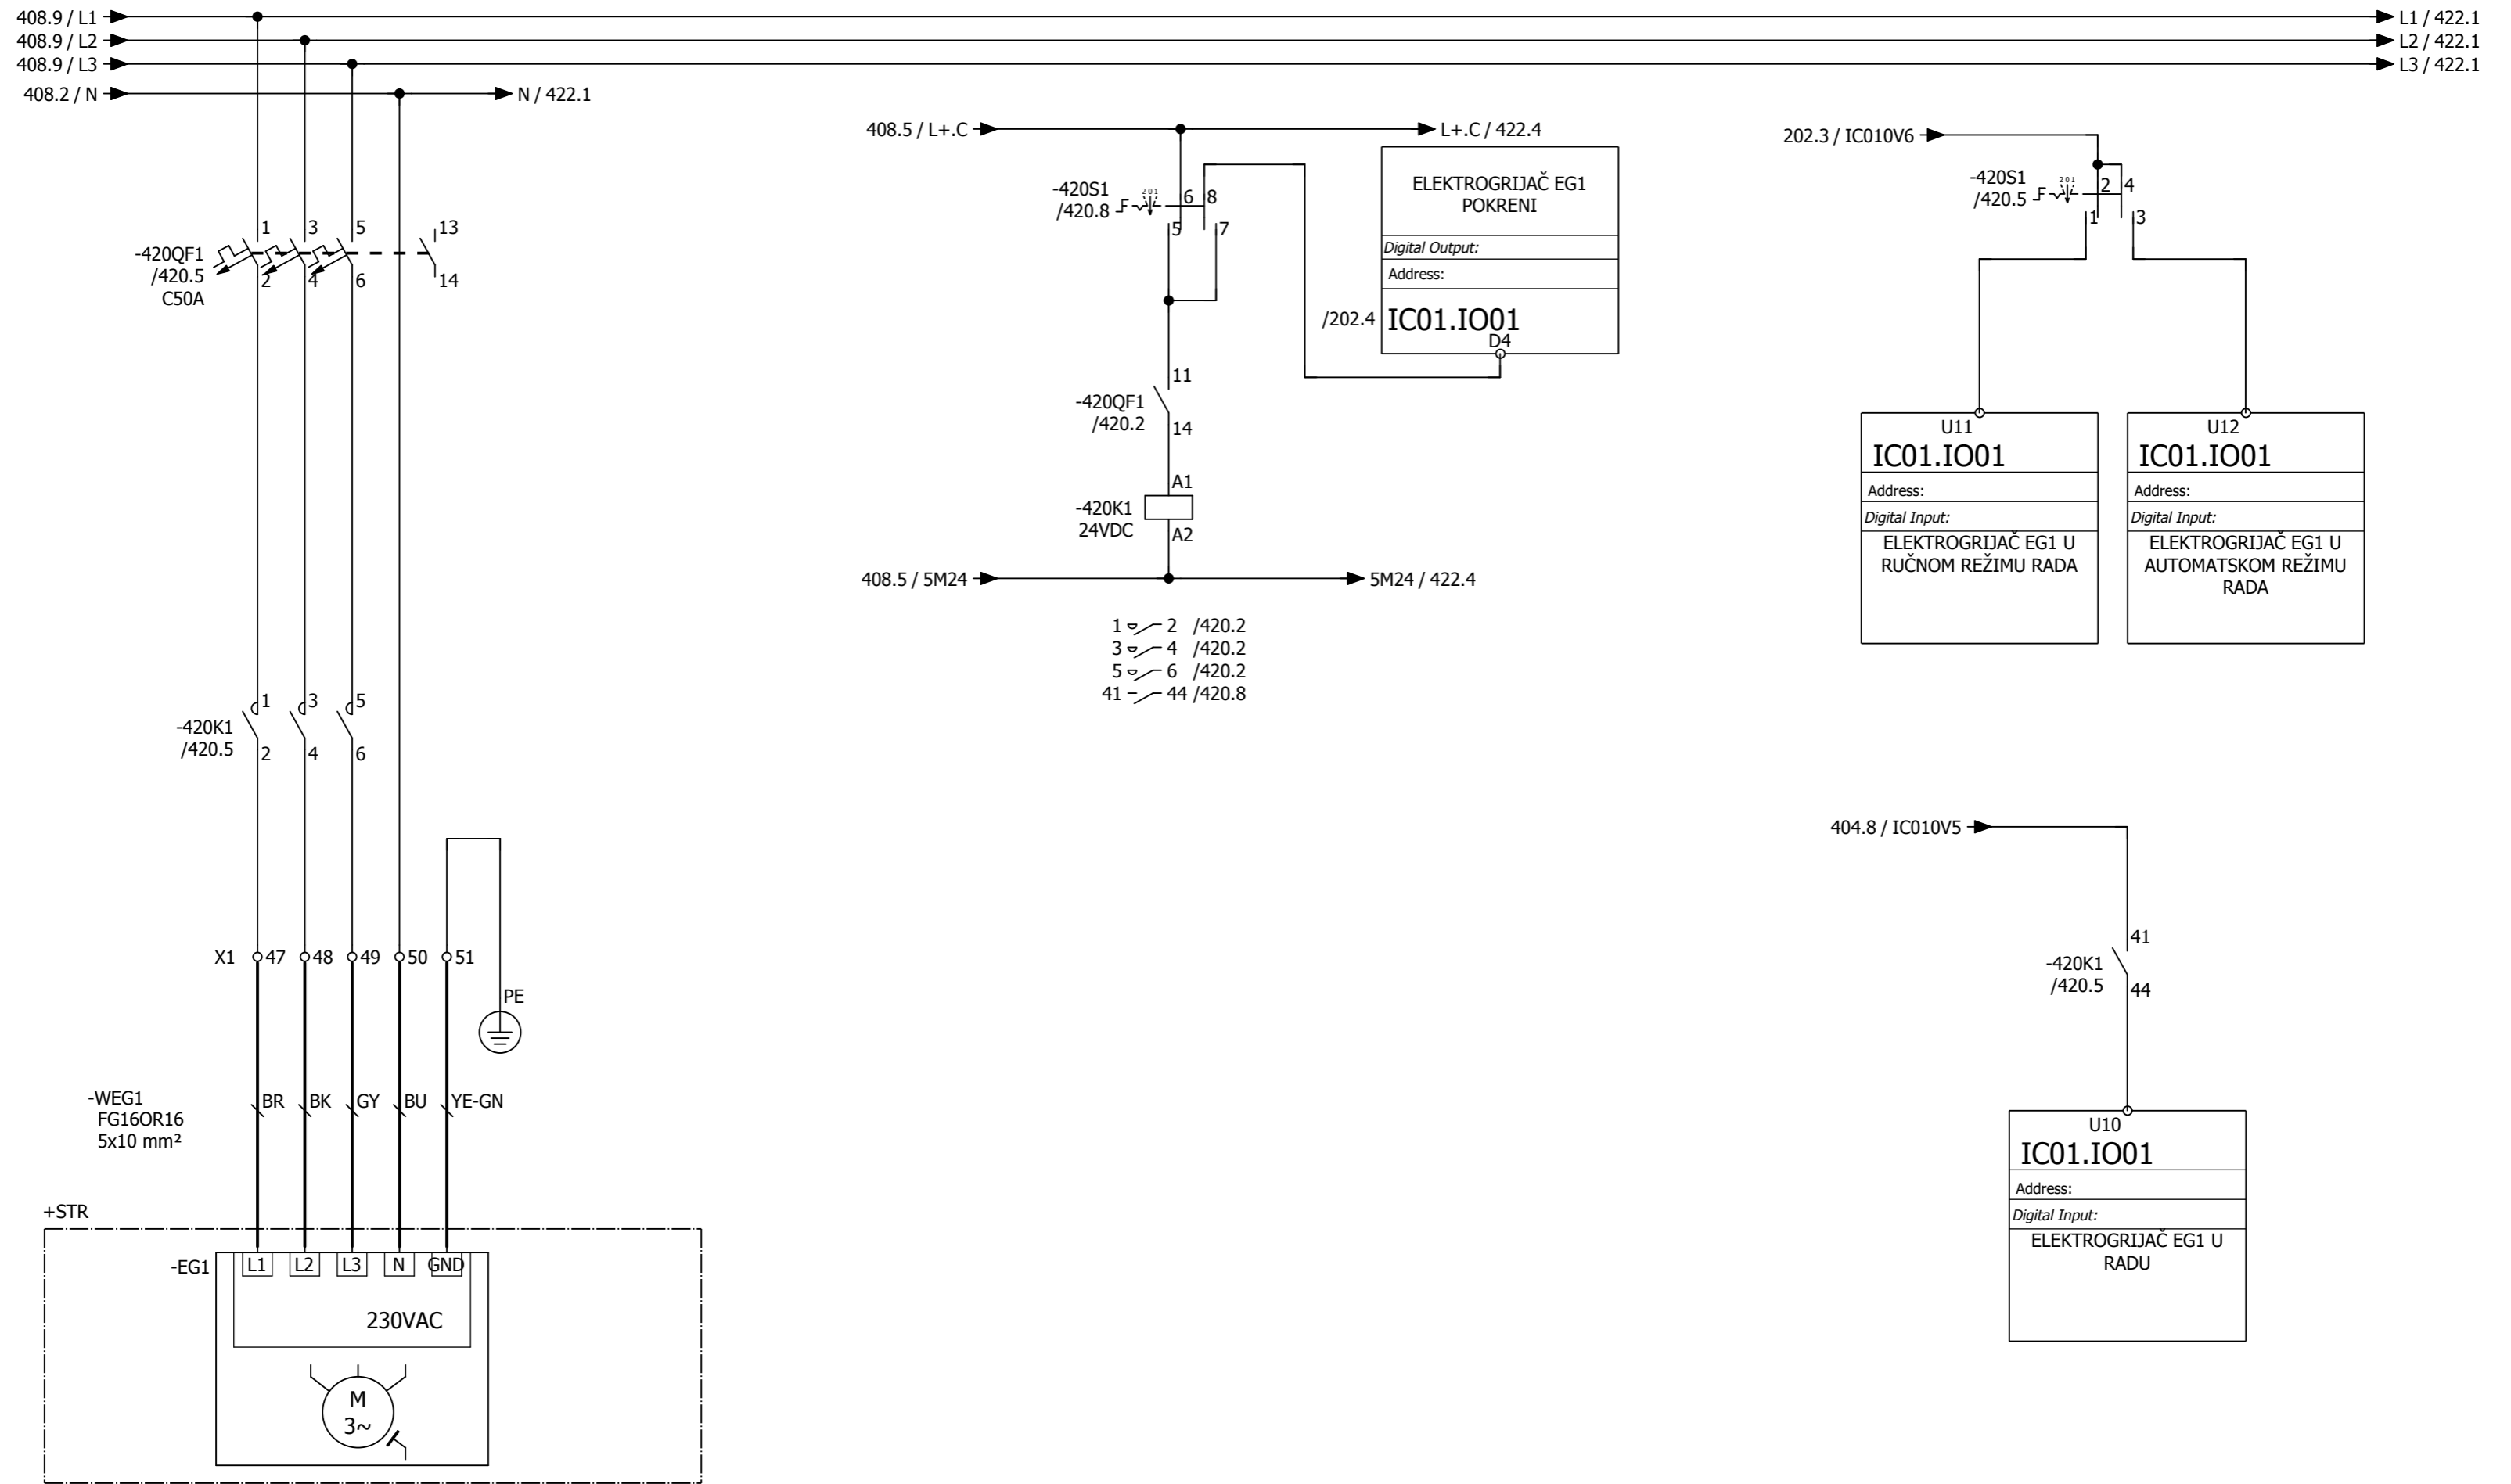 408.9 / L1
L1 / 422.1
408.9 / L2
L2 / 422.1
408.9 / L3
L3 / 422.1
408.2 / N
N / 422.1
408.5 / L+.C
L+.C / 422.4
202.3 / IC010V6
-420QF1
/420.5
C50A
1
3
5
13
2
4
6
14
-420S1
/420.8
2 0 1
6
8
5
7
ELEKTROGRIJAČ EG1
POKRENI
Digital Output:
Address:
/202.4
IC01.IO01
D4
-420S1
/420.5
2 0 1
2
4
1
3
11
-420QF1
/420.2
14
A1
-420K1
24VDC
A2
408.5 / 5M24
5M24 / 422.4
1 2 /420.2
3 4 /420.2
5 6 /420.2
41 44 /420.8
U11
IC01.IO01
Address:
Digital Input:
ELEKTROGRIJAČ EG1 U
RUČNOM REŽIMU RADA
U12
IC01.IO01
Address:
Digital Input:
ELEKTROGRIJAČ EG1 U
AUTOMATSKOM REŽIMU
RADA
-420K1
/420.5
1
3
5
2
4
6
404.8 / IC010V5
41
-420K1
/420.5
44
U10
IC01.IO01
Address:
Digital Input:
ELEKTROGRIJAČ EG1 U
RADU
X1
47
48
49
50
51
PE
-WEG1
FG16OR16
5x10 mm²
BR
BK
GY
BU
YE-GN
+STR
-EG1
L1
L2
L3
N
GND
230VAC
M
3~